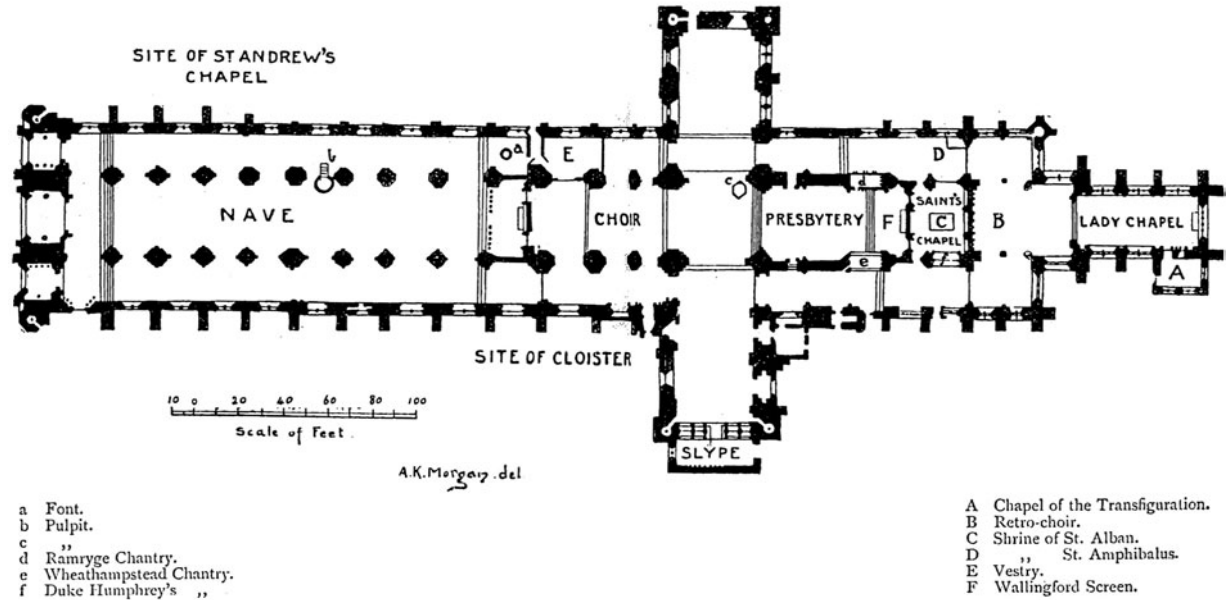 SITE OF ST ANDREW'S
CHAPEL
b
a
E
D
c
d
NAVE
CHOIR
PRESBYTERY
F
SAINT'S
C
CHAPEL
B
LADY CHAPEL
e
f
A
SITE OF CLOISTER
10 0 20 40 60 80 100
Scale of Feet.
SLYPE
A.K.Morgan.del
a Font.
b Pulpit.
c „
d Ramryge Chantry.
e Wheathampstead Chantry.
f Duke Humphrey's „
A Chapel of the Transfiguration.
B Retro-choir.
C Shrine of St. Alban.
D „ St. Amphibalus.
E Vestry.
F Wallingford Screen.